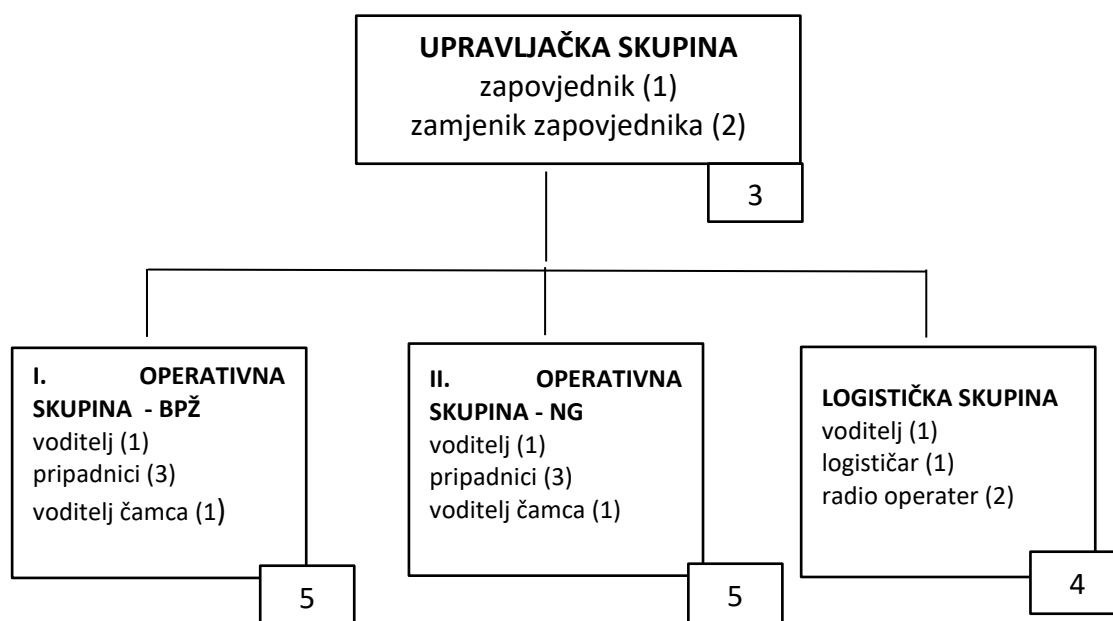 UPRAVLJAČKA SKUPINA
zapovjednik (1)
zamjenik zapovjednika (2)
3
I. OPERATIVNA
SKUPINA - BPŽ
voditelj (1)
pripadnici (3)
voditelj čamca (1)
5
II. OPERATIVNA
SKUPINA - NG
voditelj (1)
pripadnici (3)
voditelj čamca (1)
5
LOGISTIČKA SKUPINA
voditelj (1)
logističar (1)
radio operater (2)
4